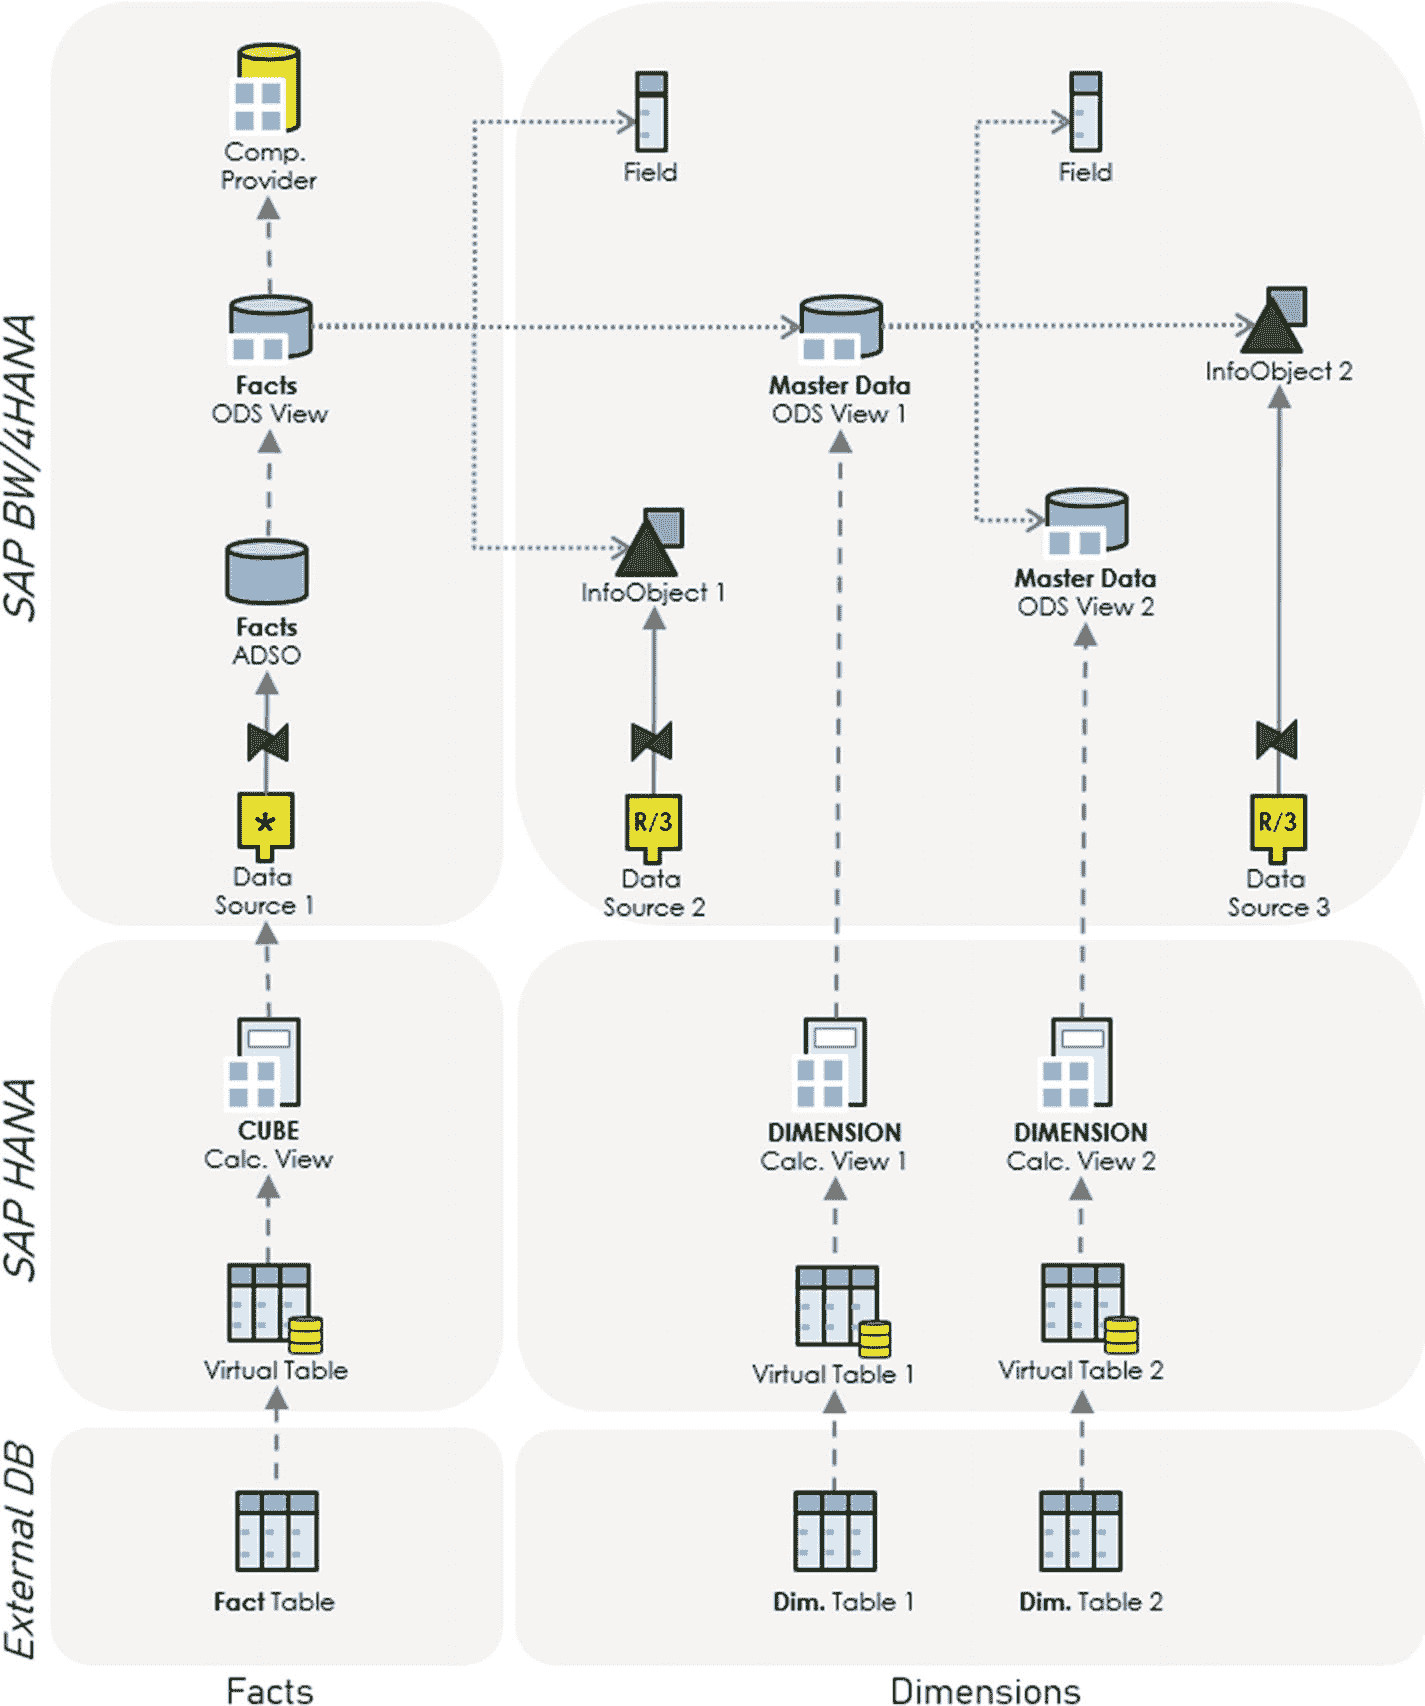 SAP BW/4HANA
Comp.
Provider
Field
Field
Facts
ODS View
Master Data
ODS View 1
InfoObject 2
InfoObject 1
Master Data
ODS View 2
Facts
ADSO
*
Data
Source 1
R/3
Data
Source 2
R/3
Data
Source 3
SAP HANA
CUBE
Calc. View
DIMENSION
Calc. View 1
DIMENSION
Calc. View 2
Virtual Table
Virtual Table 1
Virtual Table 2
External DB
Fact Table
Dim. Table 1
Dim. Table 2
Facts
Dimensions